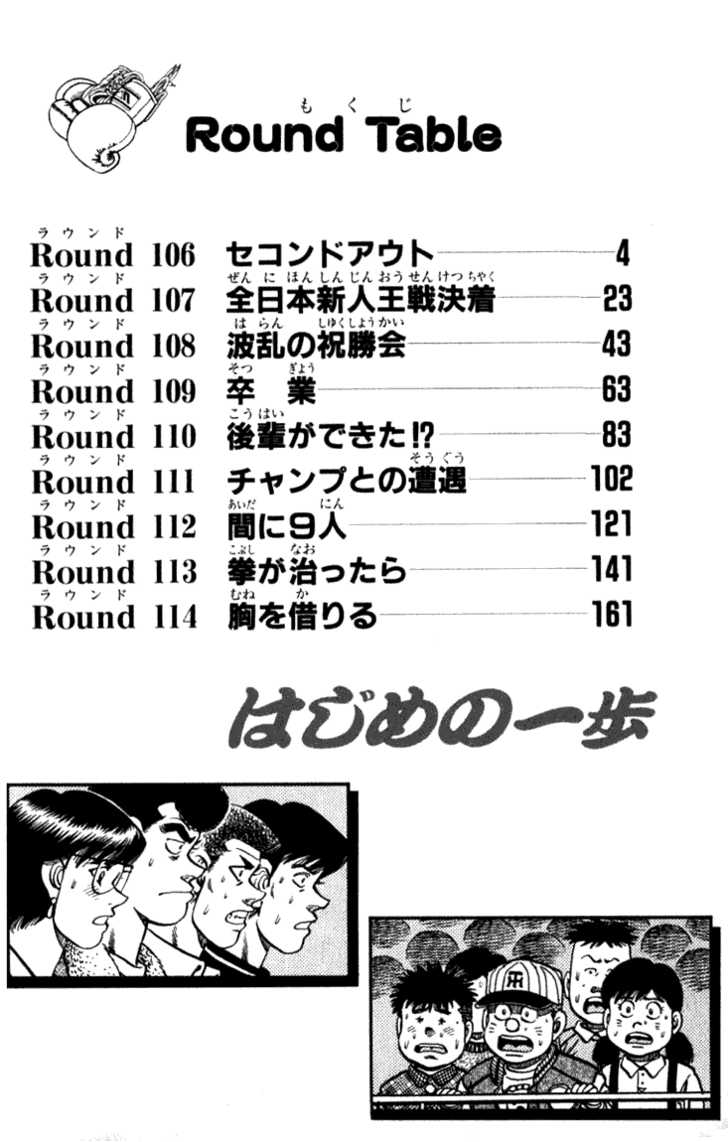 もくじ
Round Table
ラウンド
Round 106 セコンドアウト 4
ラウンド ぜんにほんしんじんおうせんけつちゃく
Round 107 全日本新人王戦決着 23
ラウンド はらん しゆくしようかい
Round 108 波乱の祝勝会 43
ラウンド そつ ぎよう
Round 109 卒 業 63
ラウンド こうはい
Round 110 後輩ができた!? 83
ラウンド そうぐう
Round 111 チャンプとの遭遇 102
ラウンド あいだ にん
Round 112 間に9人 121
ラウンド こぶし なお
Round 113 拳が治ったら 141
ラウンド むね か
Round 114 胸を借りる 161
はじめの一歩